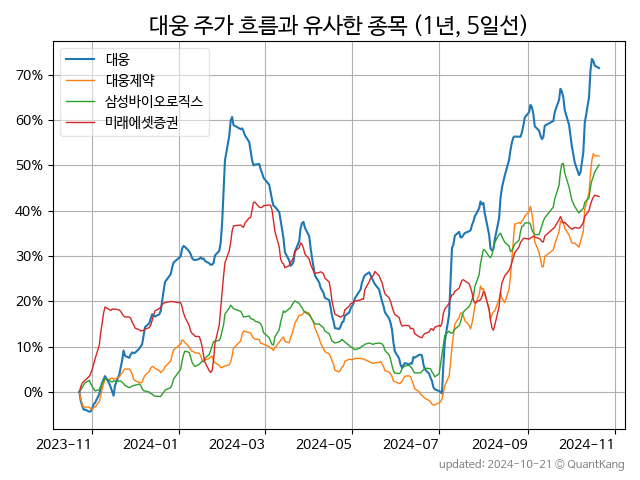 대웅 주가 흐름과 유사한 종목 (1년, 5일선)
대웅
대웅제약
삼성바이오로직스
미래에셋증권
70%
60%
50%
40%
30%
20%
10%
0%
2023-11 2024-01 2024-03 2024-05 2024-07 2024-09 2024-11
updated: 2024-10-21 © QuantKang